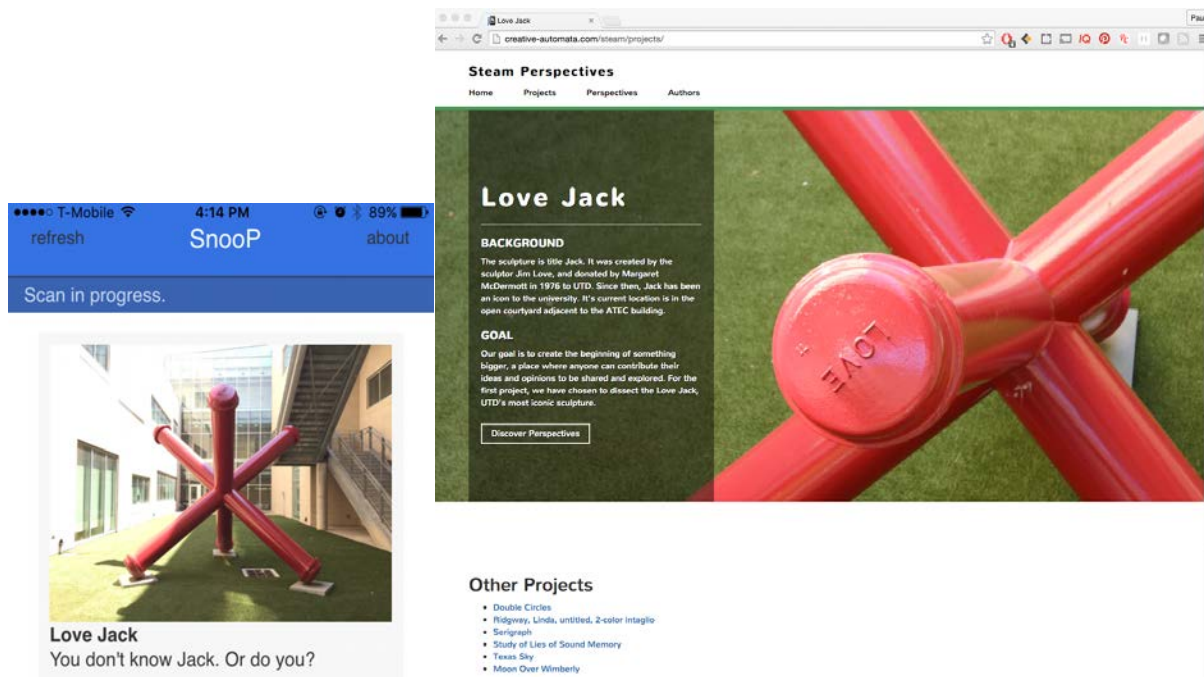 T-Mobile 4:14 PM 89%
refresh SnooP about
Scan in progress.
Love Jack
You don't know Jack. Or do you?
Love Jack
Pau
creative-automata.com/steam/projects/
Steam Perspectives
Home Projects Perspectives Authors
Love Jack
BACKGROUND
The sculpture is title Jack. It was created by the
sculptor Jim Love, and donated by Margaret
McDermott in 1976 to UTD. Since then, Jack has been
an icon to the university. It's current location is in the
open courtyard adjacent to the ATEC building.
GOAL
Our goal is to create the beginning of something
bigger, a place where anyone can contribute their
ideas and opinions to be shared and explored. For the
first project, we have chosen to dissect the Love Jack,
UTD's most iconic sculpture.
Discover Perspectives
LOVE
Other Projects
Double Circles
Ridgway, Linda, untitled, 2-color intaglio
Serigraph
Study of Lies of Sound Memory
Texas Sky
Moon Over Wimberly